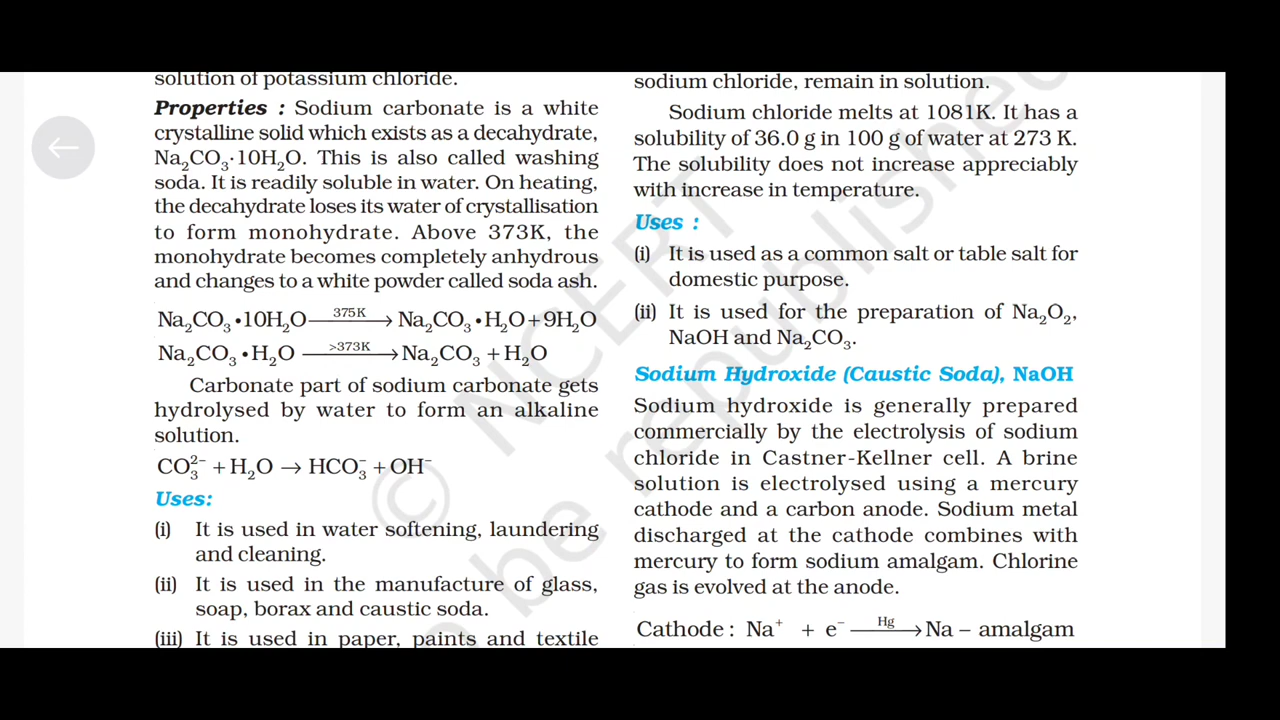 solution of potassium chloride.
Properties : Sodium carbonate is a white
crystalline solid which exists as a decahydrate,
Na₂CO₃·10H₂O. This is also called washing
soda. It is readily soluble in water. On heating,
the decahydrate loses its water of crystallisation
to form monohydrate. Above 373K, the
monohydrate becomes completely anhydrous
and changes to a white powder called soda ash.
Na₂CO₃•10H₂O —375K→ Na₂CO₃•H₂O+9H₂O
Na₂CO₃•H₂O —>373K→ Na₂CO₃ + H₂O
Carbonate part of sodium carbonate gets
hydrolysed by water to form an alkaline
solution.
CO₃²⁻ + H₂O → HCO₃⁻ + OH⁻
Uses:
(i) It is used in water softening, laundering
and cleaning.
(ii) It is used in the manufacture of glass,
soap, borax and caustic soda.
(iii) It is used in paper, paints and textile
sodium chloride, remain in solution.
Sodium chloride melts at 1081K. It has a
solubility of 36.0 g in 100 g of water at 273 K.
The solubility does not increase appreciably
with increase in temperature.
Uses :
(i) It is used as a common salt or table salt for
domestic purpose.
(ii) It is used for the preparation of Na₂O₂,
NaOH and Na₂CO₃.
Sodium Hydroxide (Caustic Soda), NaOH
Sodium hydroxide is generally prepared
commercially by the electrolysis of sodium
chloride in Castner-Kellner cell. A brine
solution is electrolysed using a mercury
cathode and a carbon anode. Sodium metal
discharged at the cathode combines with
mercury to form sodium amalgam. Chlorine
gas is evolved at the anode.
Cathode : Na⁺ + e⁻ —Hg→ Na – amalgam
© NCERT
be republished